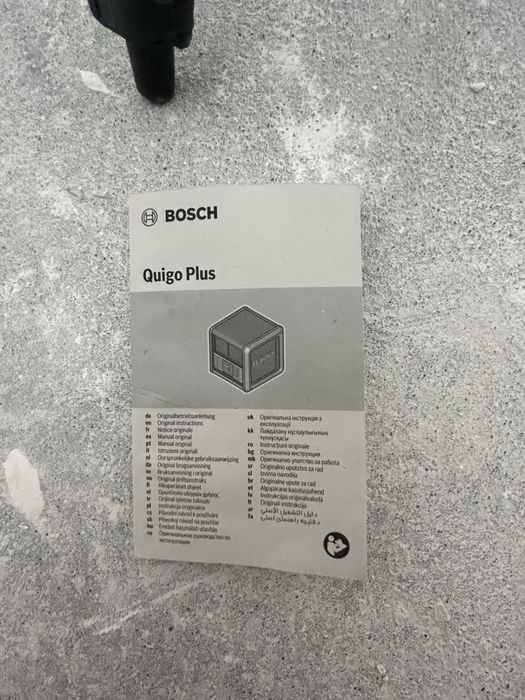 BOSCH
Quigo Plus
BOSCH
de Originalbetriebsanleitung
en Original instructions
fr Notice originale
es Manual original
pt Manual original
it Istruzioni originali
nl Oorspronkelijke gebruiksaanwijzing
da Original brugsanvisning
sv Bruksanvisning i original
no Original driftsinstruks
fi Alkuperäiset ohjeet
el Πρωτότυπο οδηγιών χρήσης
tr Orijinal işletme talimatı
pl Instrukcja oryginalna
cs Původní návod k používání
sk Pôvodný návod na použitie
hu Eredeti használati utasítás
ru Оригинальное руководство по
эксплуатации
uk Оригінальна інструкція з
експлуатації
kk Пайдалану нұсқаулығының
түпнұсқасы
ro Instrucțiuni originale
bg Оригинална инструкция
mk Оригинално упатство за работа
sr Originalno uputstvo za rad
sl Izvirna navodila
hr Originalne upute za rad
et Algupärane kasutusjuhend
lv Instrukcijas oriģinālvalodā
lt Originali instrukcija
ar دليل التشغيل الأصلي
fa دفترچه راهنمای اصلی